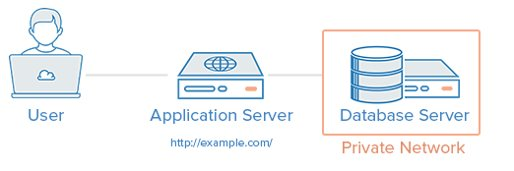 User
Application Server
Database Server
http://example.com/
Private Network